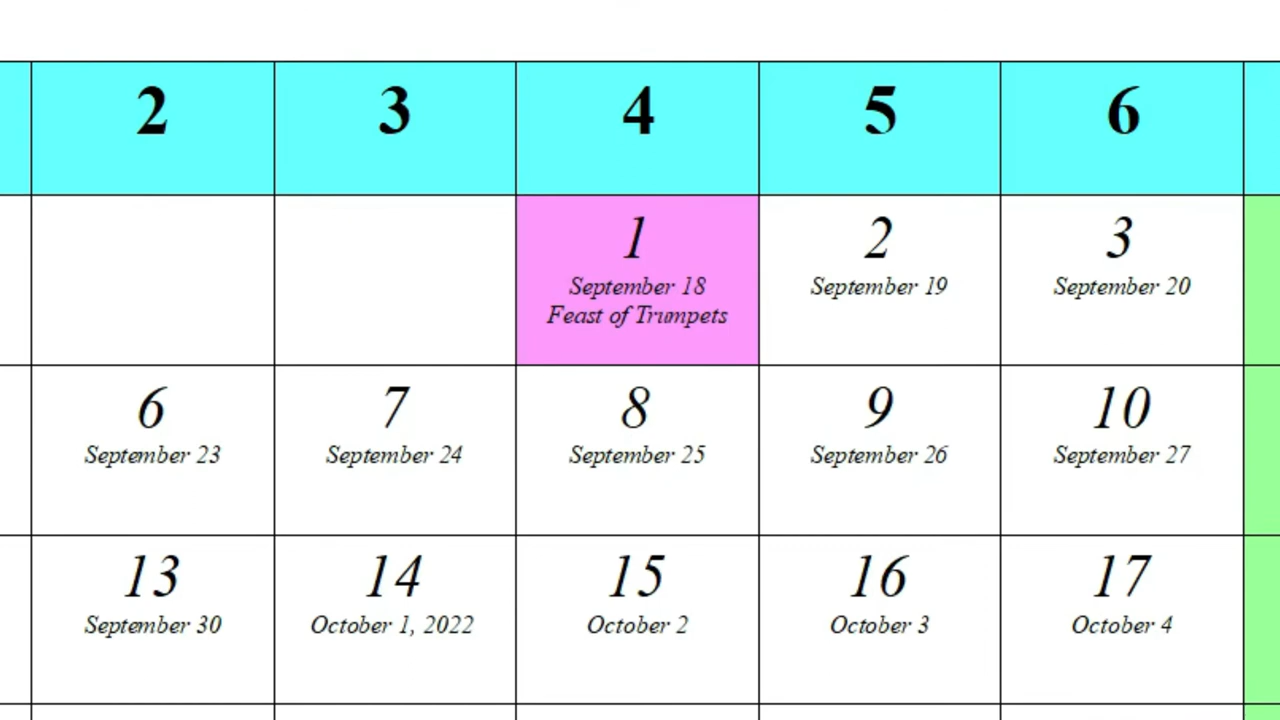 2 3 4 5 6
1 2 3
September 18 September 19 September 20
Feast of Trumpets
6 7 8 9 10
September 23 September 24 September 25 September 26 September 27
13 14 15 16 17
September 30 October 1, 2022 October 2 October 3 October 4